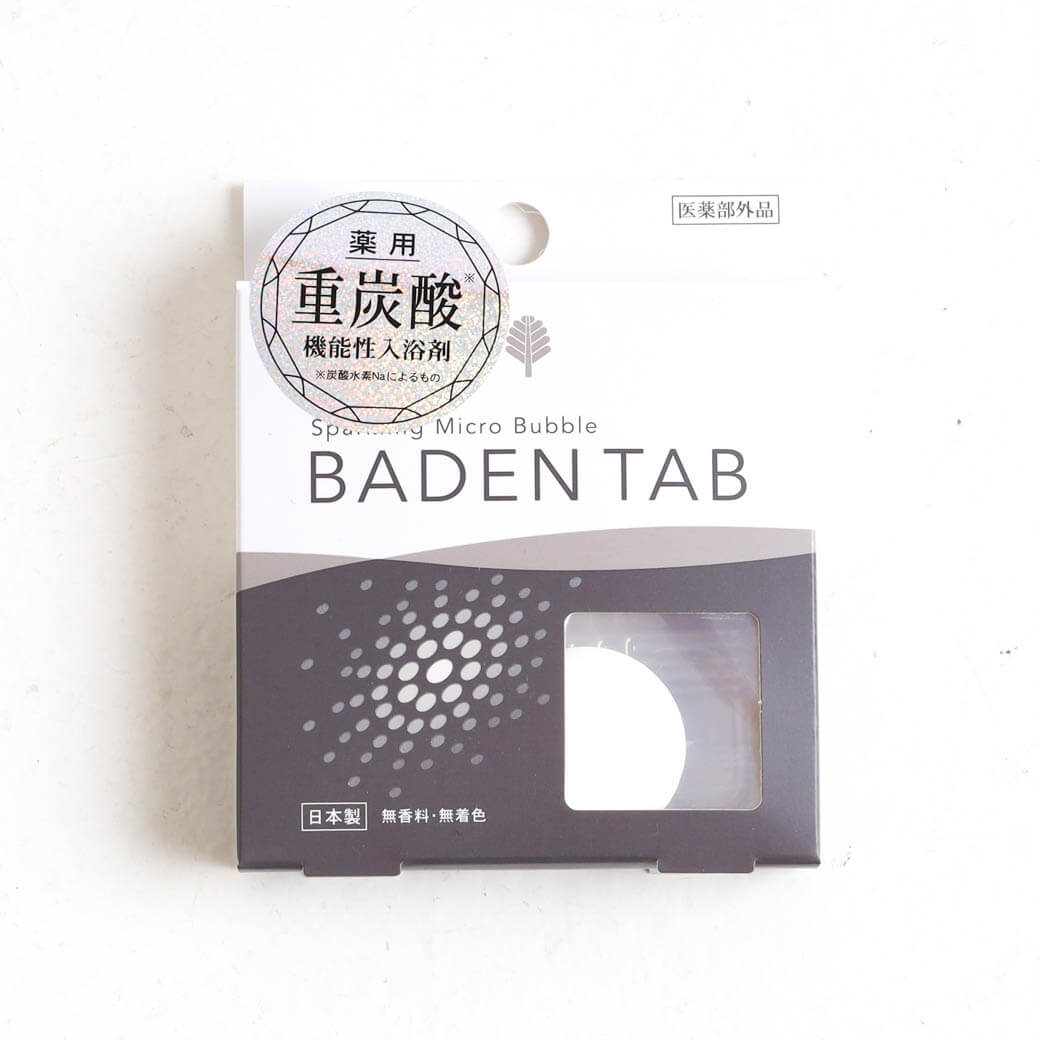 医薬部外品
薬用
重炭酸※
機能性入浴剤
※炭酸水素Naによるもの
Sparkling Micro Bubble
BADEN TAB
日本製 無香料・無着色